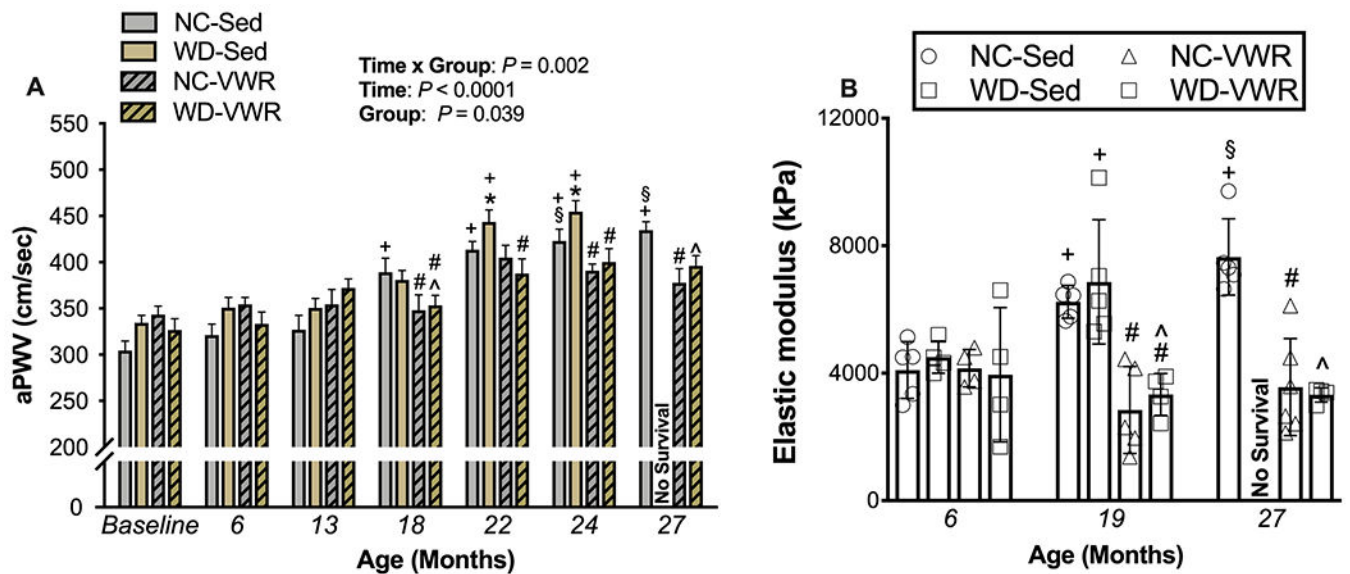 A
NC-Sed
WD-Sed
NC-VWR
WD-VWR
Time x Group: P = 0.002
Time: P < 0.0001
Group: P = 0.039
aPWV (cm/sec)
550
500
450
400
350
300
250
200
0
+
#
#
^
+
+
*
#
+
§
+
*
#
#
§
+
No Survival
#
^
Baseline 6 13 18 22 24 27
Age (Months)
B
NC-Sed NC-VWR
WD-Sed WD-VWR
Elastic modulus (kPa)
12000
8000
4000
0
+
+
#
^
#
§
+
No Survival
#
^
6 19 27
Age (Months)